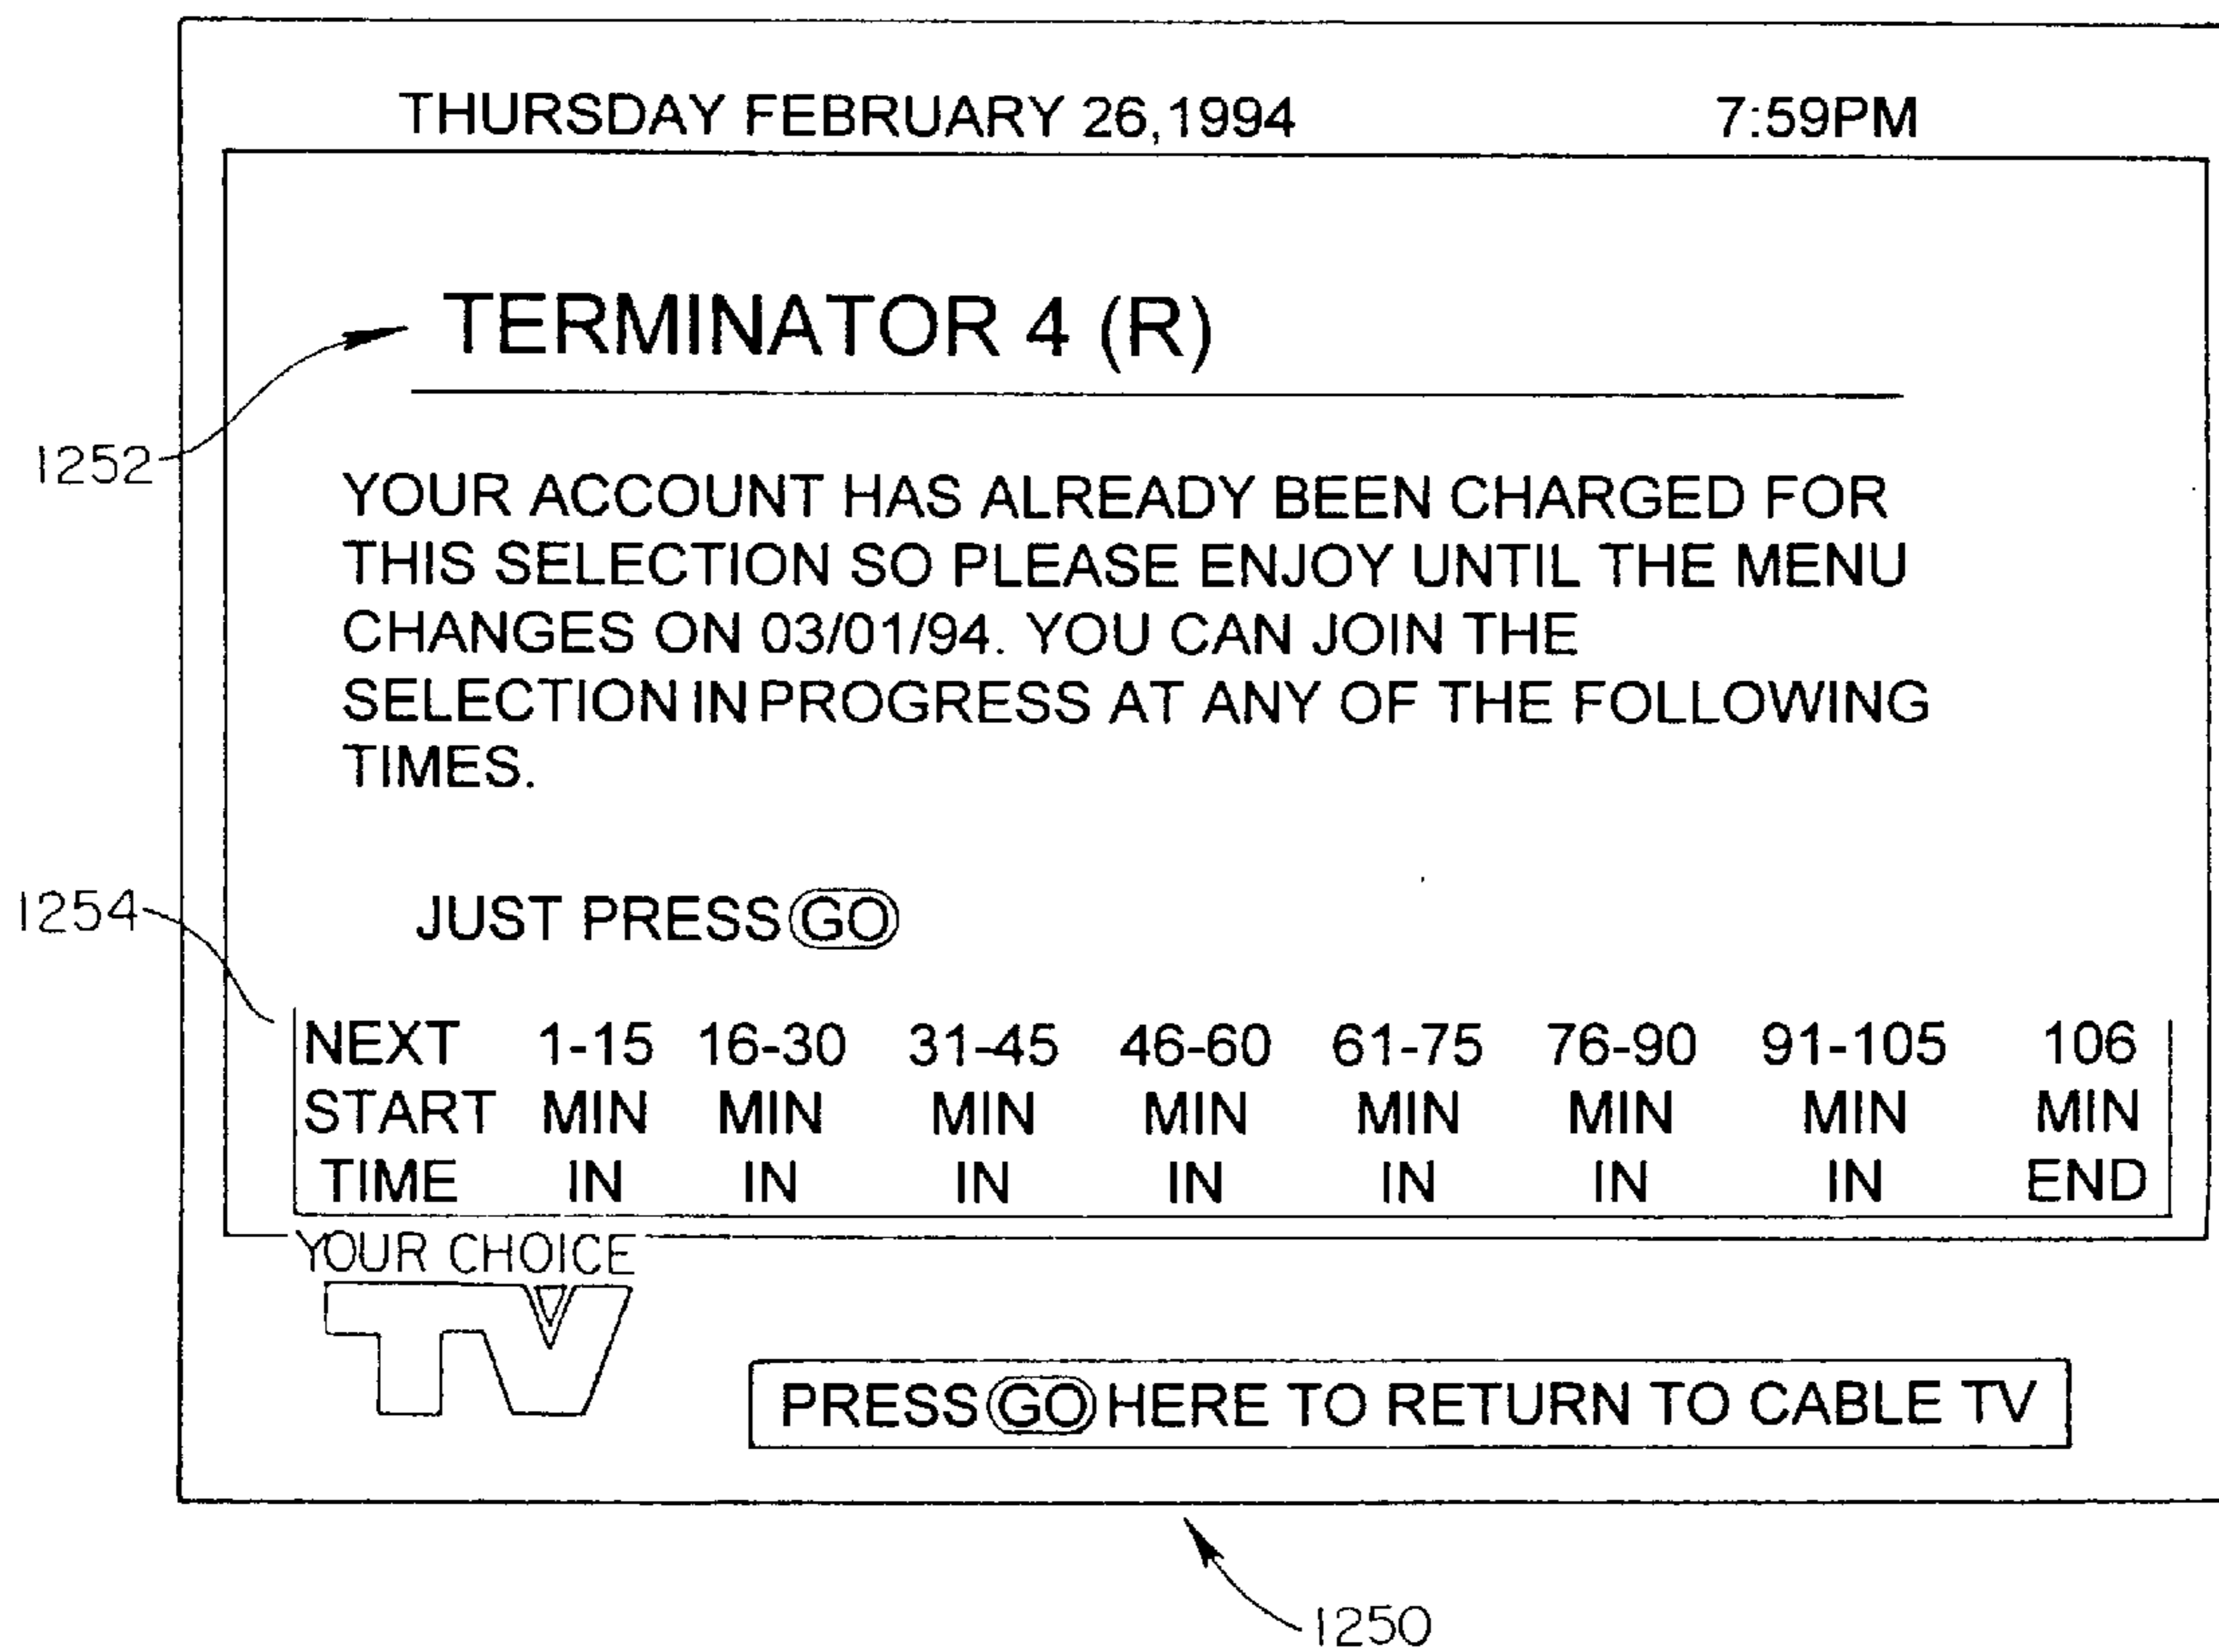 THURSDAY FEBRUARY 26,1994 7:59PM
TERMINATOR 4 (R)
1252
YOUR ACCOUNT HAS ALREADY BEEN CHARGED FOR
THIS SELECTION SO PLEASE ENJOY UNTIL THE MENU
CHANGES ON 03/01/94. YOU CAN JOIN THE
SELECTION IN PROGRESS AT ANY OF THE FOLLOWING
TIMES.
1254
JUST PRESS GO
NEXT 1-15 16-30 31-45 46-60 61-75 76-90 91-105 106
START MIN MIN MIN MIN MIN MIN MIN MIN
TIME IN IN IN IN IN IN IN END
YOUR CHOICE
TV
PRESS GO HERE TO RETURN TO CABLE TV
1250